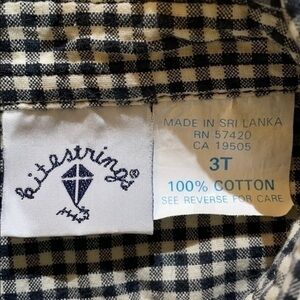 kitestrings®
MADE IN SRI LANKA
RN 57420
CA 19505
3T
100% COTTON
SEE REVERSE FOR CARE